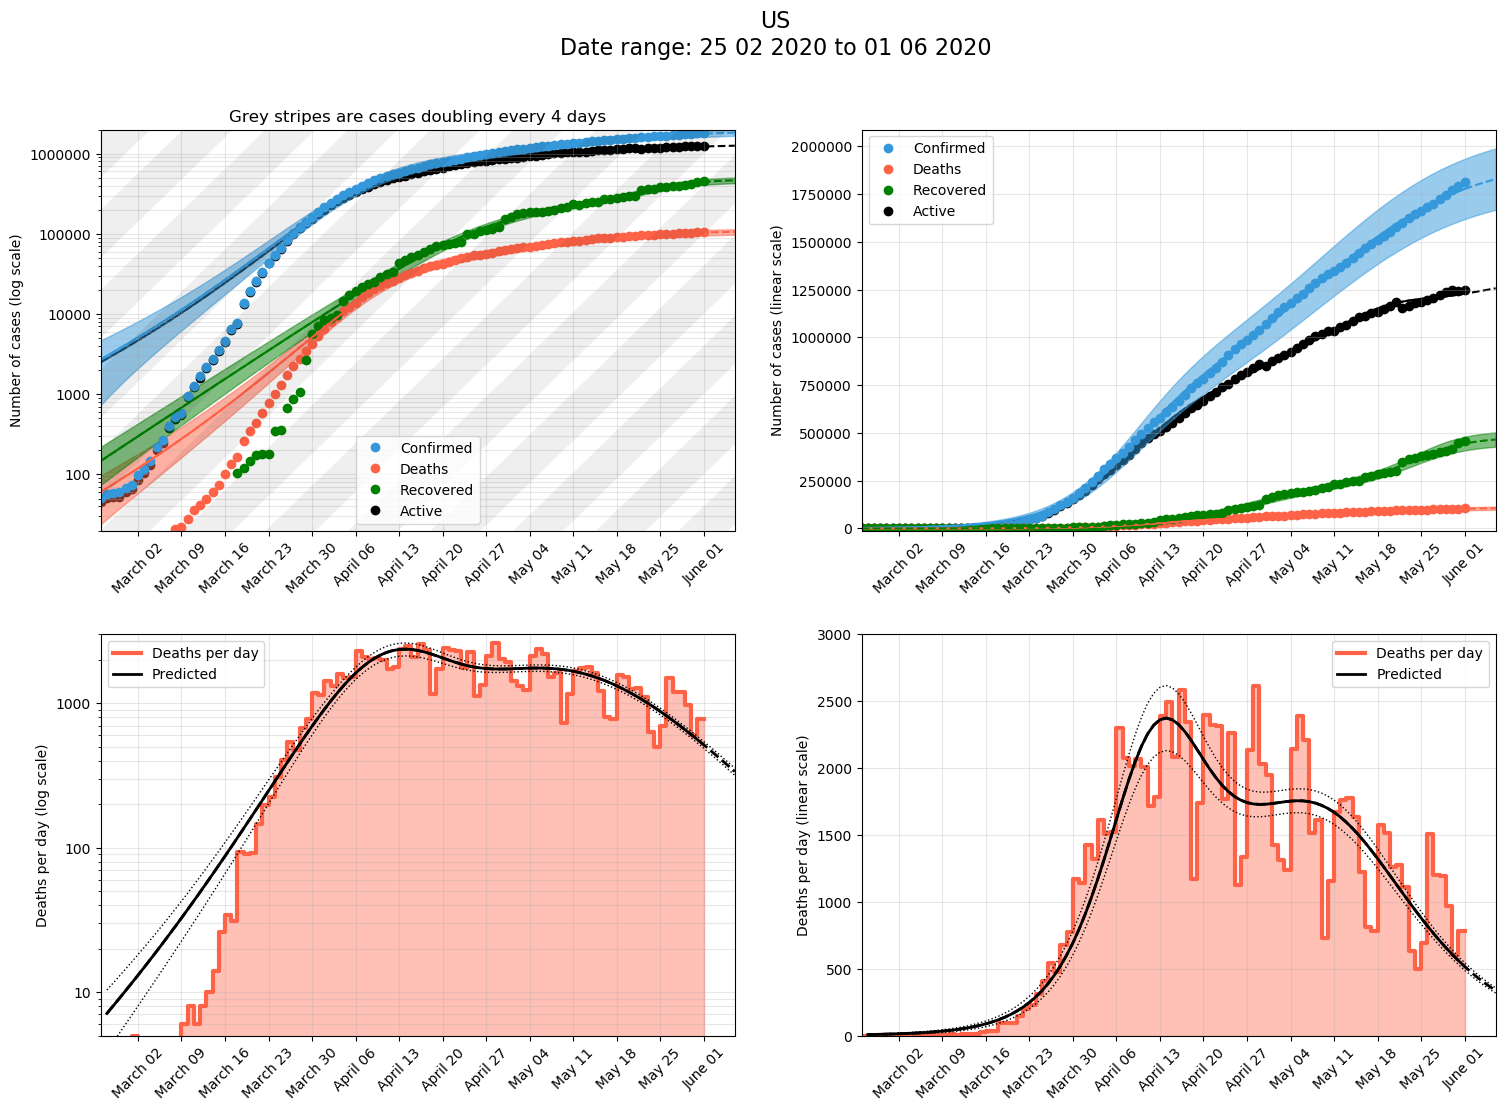 US
Date range: 25 02 2020 to 01 06 2020
Grey stripes are cases doubling every 4 days
Number of cases (log scale)
1000000
100000
10000
1000
100
Confirmed
Deaths
Recovered
Active
March 02
March 09
March 16
March 23
March 30
April 06
April 13
April 20
April 27
May 04
May 11
May 18
May 25
June 01
Number of cases (linear scale)
2000000
1750000
1500000
1250000
1000000
750000
500000
250000
0
Confirmed
Deaths
Recovered
Active
March 02
March 09
March 16
March 23
March 30
April 06
April 13
April 20
April 27
May 04
May 11
May 18
May 25
June 01
Deaths per day (log scale)
1000
100
10
Deaths per day
Predicted
March 02
March 09
March 16
March 23
March 30
April 06
April 13
April 20
April 27
May 04
May 11
May 18
May 25
June 01
Deaths per day (linear scale)
3000
2500
2000
1500
1000
500
0
Deaths per day
Predicted
March 02
March 09
March 16
March 23
March 30
April 06
April 13
April 20
April 27
May 04
May 11
May 18
May 25
June 01